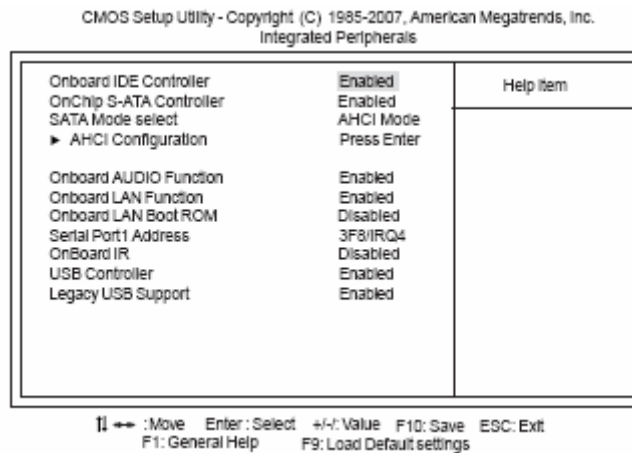 CMOS Setup Utility - Copyright (C) 1985-2007, American Megatrends, Inc.
Integrated Peripherals
Onboard IDE Controller Enabled
Help Item
OnChip S-ATA Controller Enabled
SATA Mode select AHCI Mode
► AHCI Configuration Press Enter
Onboard AUDIO Function Enabled
Onboard LAN Function Enabled
Onboard LAN Boot ROM Disabled
Serial Port1 Address 3F8/IRQ4
OnBoard IR Disabled
USB Controller Enabled
Legacy USB Support Enabled
↑↓ ←→ :Move Enter : Select +/-/: Value F10: Save ESC: Exit
F1: General Help F9: Load Default settings